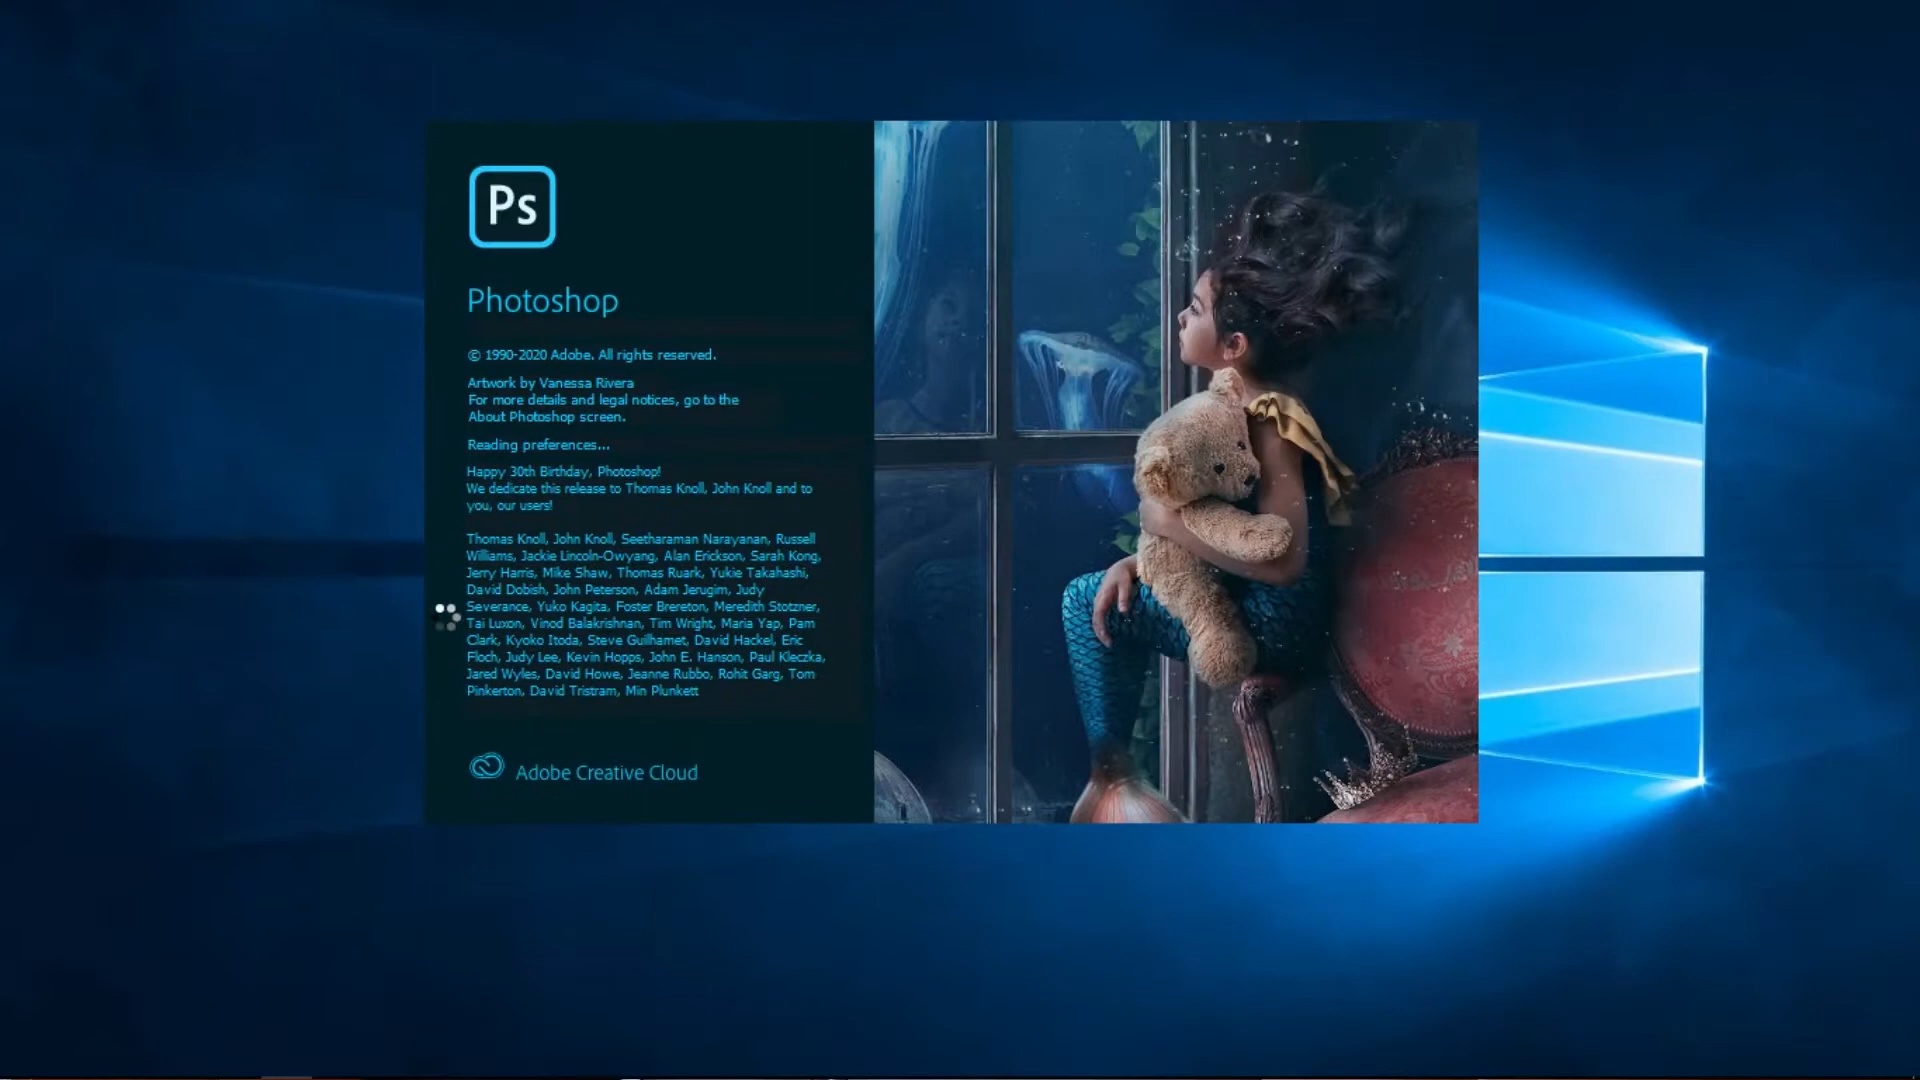 Ps
Photoshop
© 1990-2020 Adobe. All rights reserved.
Artwork by Vanessa Rivera
For more details and legal notices, go to the
About Photoshop screen.
Reading preferences...
Happy 30th Birthday, Photoshop!
We dedicate this release to Thomas Knoll, John Knoll and to
you, our users!
Thomas Knoll, John Knoll, Seetharaman Narayanan, Russell
Williams, Jackie Lincoln-Owyang, Alan Erickson, Sarah Kong,
Jerry Harris, Mike Shaw, Thomas Ruark, Yukie Takahashi,
David Dobish, John Peterson, Adam Jerugim, Judy
Severance, Yuko Kagita, Foster Brereton, Meredith Stotzner,
Tai Luxon, Vinod Balakrishnan, Tim Wright, Maria Yap, Pam
Clark, Kyoko Itoda, Steve Guilhamet, David Hackel, Eric
Floch, Judy Lee, Kevin Hopps, John E. Hanson, Paul Kleczka,
Jared Wyles, David Howe, Jeanne Rubbo, Rohit Garg, Tom
Pinkerton, David Tristram, Min Plunkett
Adobe Creative Cloud